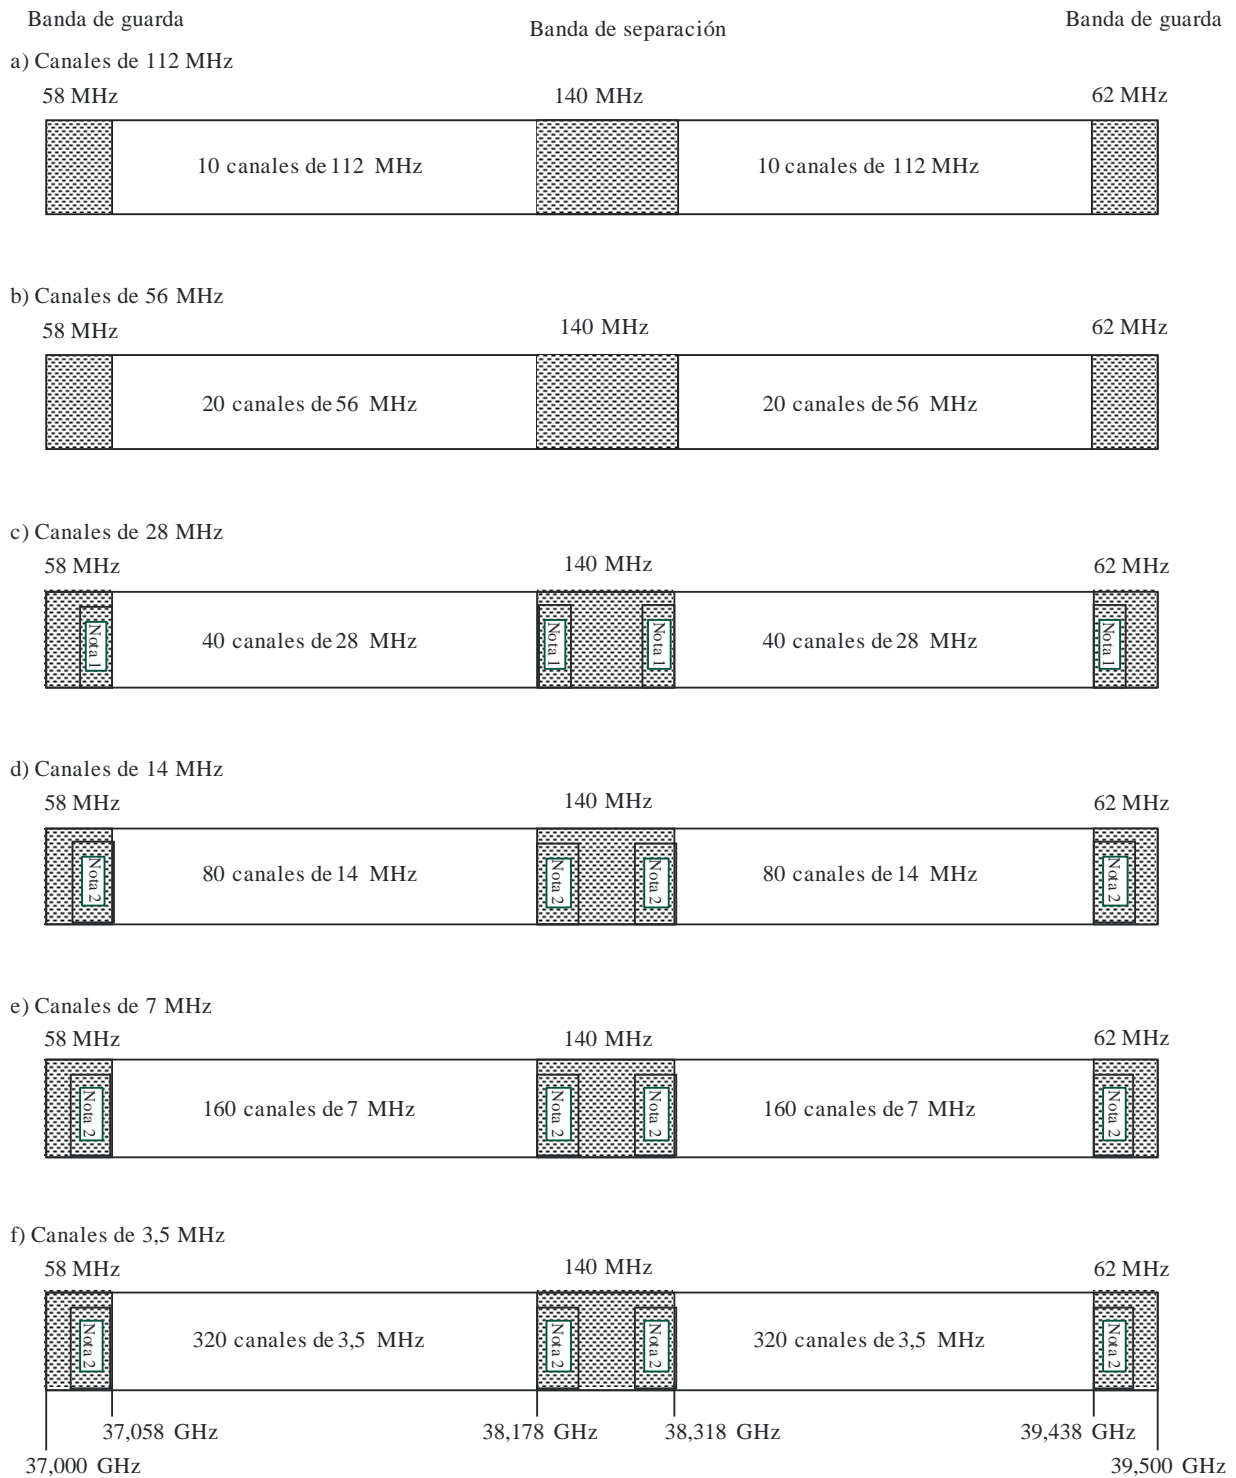 Banda de guarda
Banda de separación
Banda de guarda
a) Canales de 112 MHz
58 MHz
140 MHz
62 MHz
10 canales de 112 MHz
10 canales de 112 MHz
b) Canales de 56 MHz
58 MHz
140 MHz
62 MHz
20 canales de 56 MHz
20 canales de 56 MHz
c) Canales de 28 MHz
58 MHz
140 MHz
62 MHz
Nota 1
40 canales de 28 MHz
Nota 1
Nota 1
40 canales de 28 MHz
Nota 1
d) Canales de 14 MHz
58 MHz
140 MHz
62 MHz
Nota 2
80 canales de 14 MHz
Nota 2
Nota 2
80 canales de 14 MHz
Nota 2
e) Canales de 7 MHz
58 MHz
140 MHz
62 MHz
Nota 2
160 canales de 7 MHz
Nota 2
Nota 2
160 canales de 7 MHz
Nota 2
f) Canales de 3,5 MHz
58 MHz
140 MHz
62 MHz
Nota 2
320 canales de 3,5 MHz
Nota 2
Nota 2
320 canales de 3,5 MHz
Nota 2
37,058 GHz
38,178 GHz
38,318 GHz
39,438 GHz
37,000 GHz
39,500 GHz